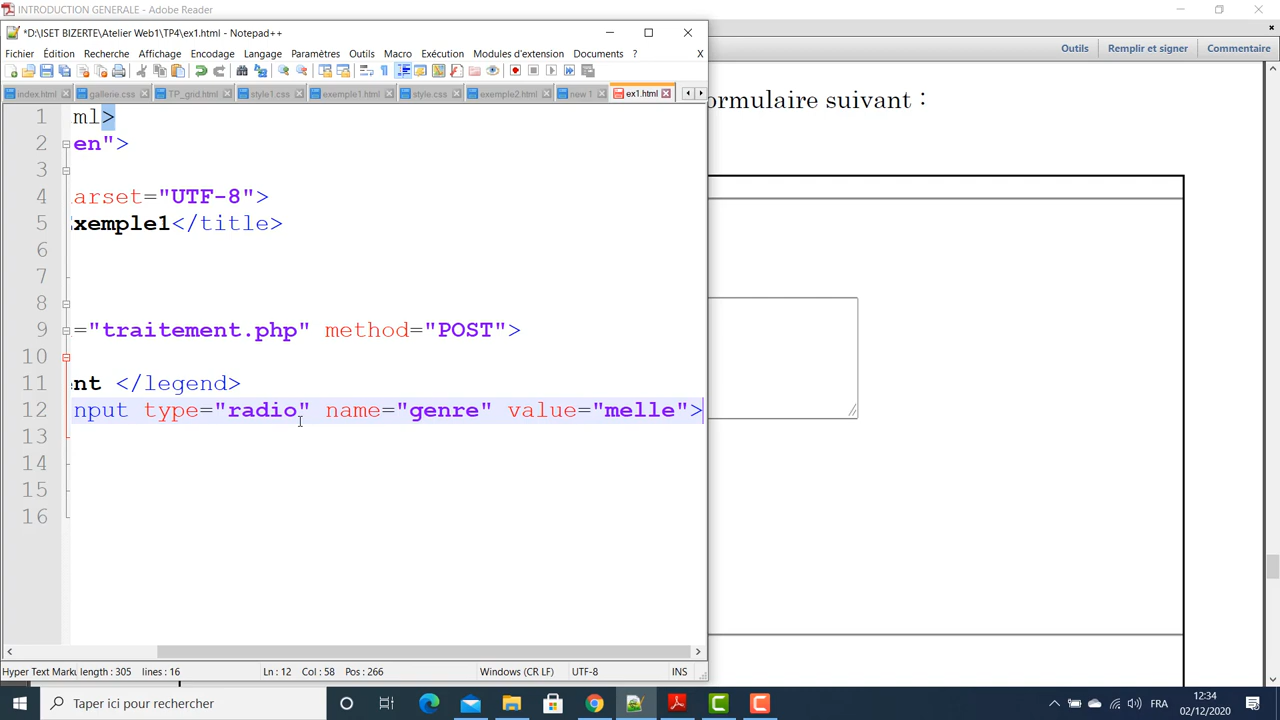 INTRODUCTION GENERALE - Adobe Reader
*D:\ISET BIZERTE\Atelier Web1\TP4\ex1.html - Notepad++
Fichier Édition Recherche Affichage Encodage Langage Paramètres Outils Macro Exécution Modules d'extension Documents ? X
Outils Remplir et signer Commentaire
index.html gallerie.css TP_grid.html style1.css exemple1.html style.css exemple2.html new 1 ex1.html
ormulaire suivant :
1 ml>
2 en">
3
4 arset="UTF-8">
5 xemple1</title>
6
7
8
9 ="traitement.php" method="POST">
10
11 nt </legend>
12 nput type="radio" name="genre" value="melle">
13
14
15
16
Hyper Text Marku length : 305 lines : 16 Ln : 12 Col : 58 Pos : 266 Windows (CR LF) UTF-8 INS
Taper ici pour rechercher
FRA
12:34
02/12/2020